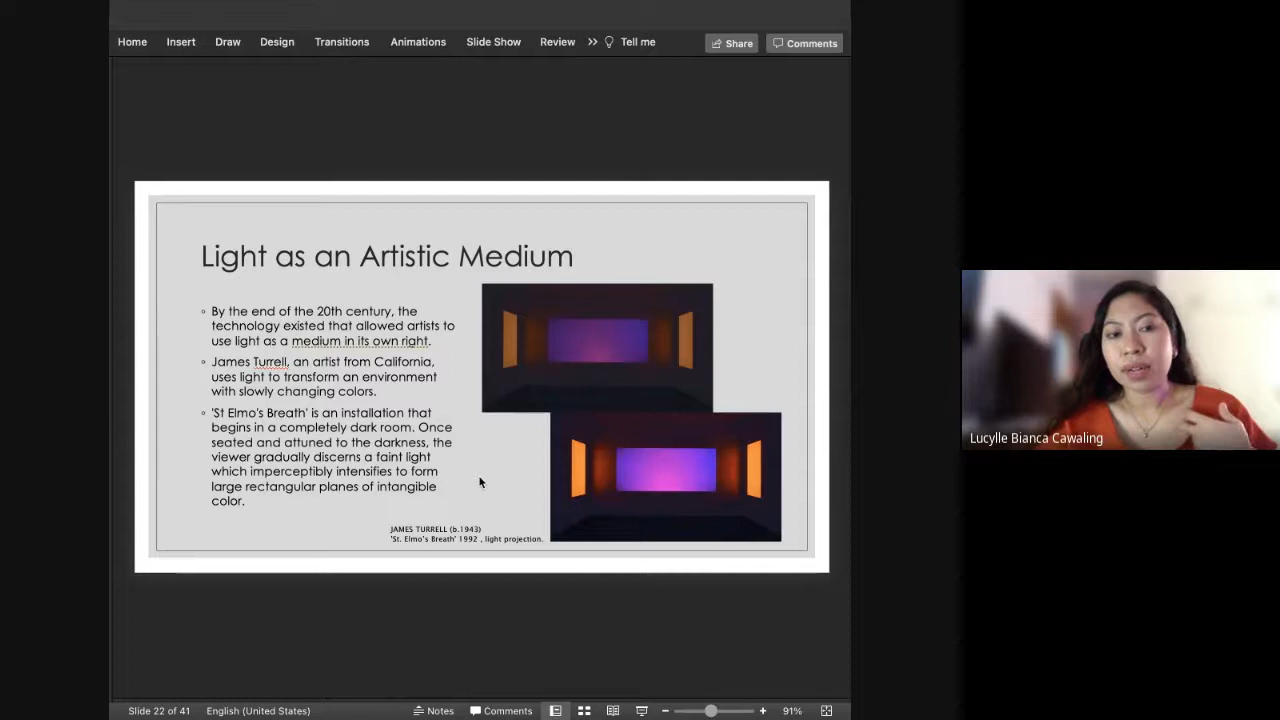 Home Insert Draw Design Transitions Animations Slide Show Review Tell me Share Comments
Light as an Artistic Medium
By the end of the 20th century, the
technology existed that allowed artists to
use light as a medium in its own right.
James Turrell, an artist from California,
uses light to transform an environment
with slowly changing colors.
'St Elmo's Breath' is an installation that
begins in a completely dark room. Once
seated and attuned to the darkness, the
viewer gradually discerns a faint light
which imperceptibly intensifies to form
large rectangular planes of intangible
color.
JAMES TURRELL (b.1943)
'St. Elmo's Breath' 1992 , light projection.
Lucylle Bianca Cawaling
Slide 22 of 41 English (United States) Notes Comments 91%